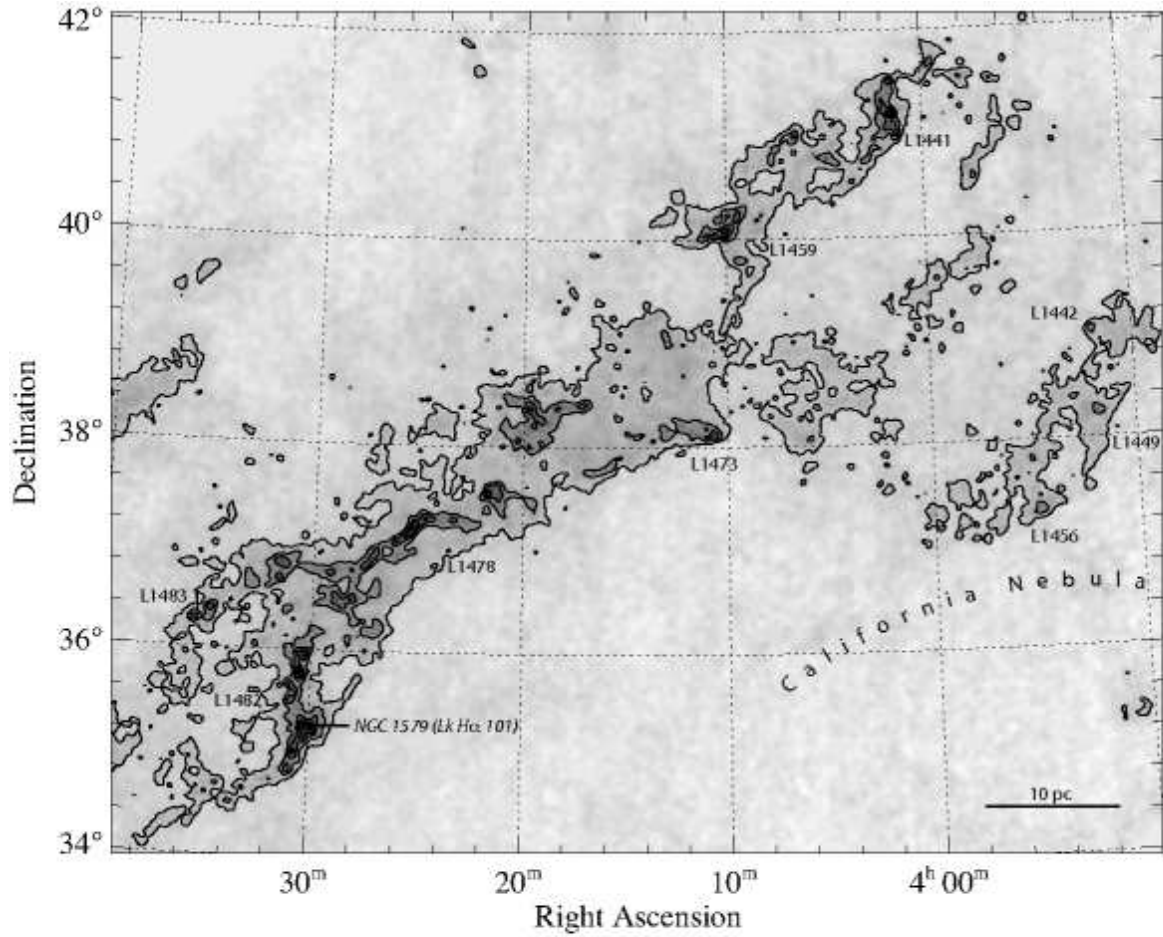 42°
40°
38°
36°
34°
Declination
L1441
L1459
L1442
L1449
L1473
L1456
L1478
L1483
L1482
California Nebula
NGC 1579 (Lk Hα 101)
10 pc
30ᵐ
20ᵐ
10ᵐ
4ʰ 00ᵐ
Right Ascension